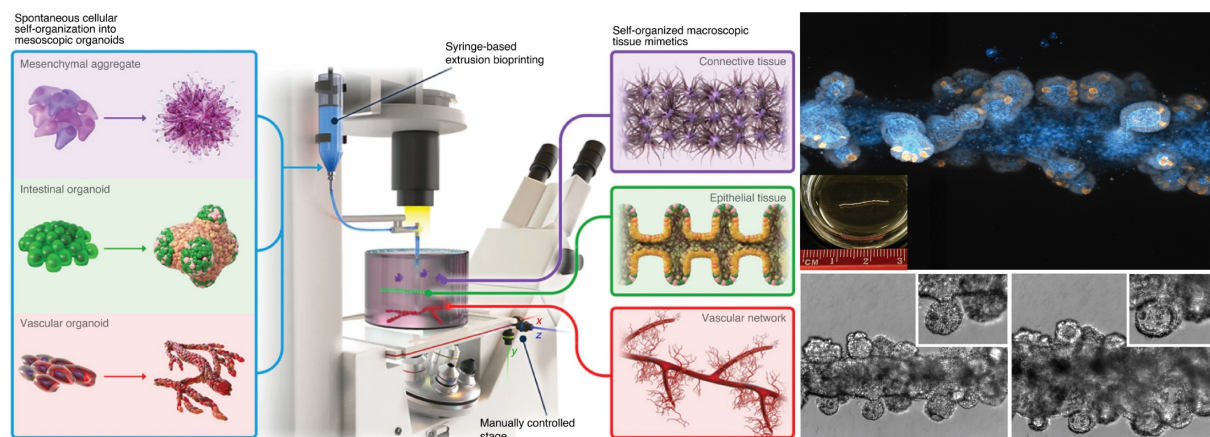 Spontaneous cellular
self-organization into
mesoscopic organoids
Mesenchymal aggregate
Intestinal organoid
Vascular organoid
Syringe-based
extrusion bioprinting
x
z
y
Manually controlled
stage
Self-organized macroscopic
tissue mimetics
Connective tissue
Epithelial tissue
Vascular network
CM 1 2 3